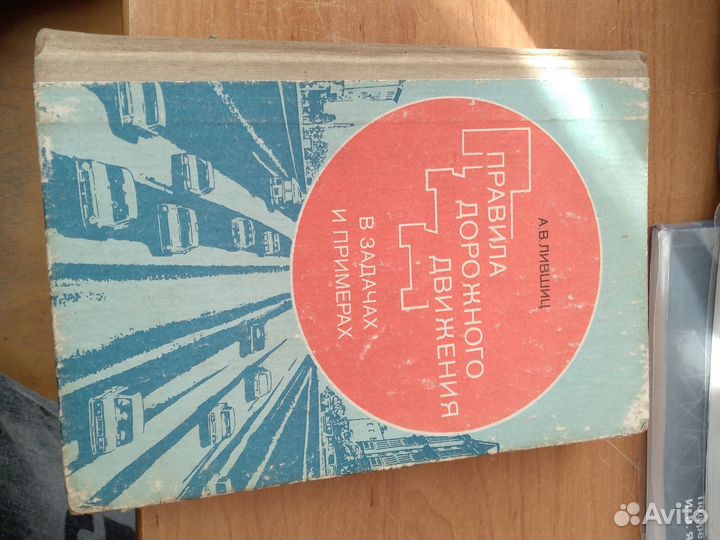 А.В.ЛИВШИЦ
ПРАВИЛА
ДОРОЖНОГО
ДВИЖЕНИЯ
В ЗАДАЧАХ
И ПРИМЕРАХ
Avito